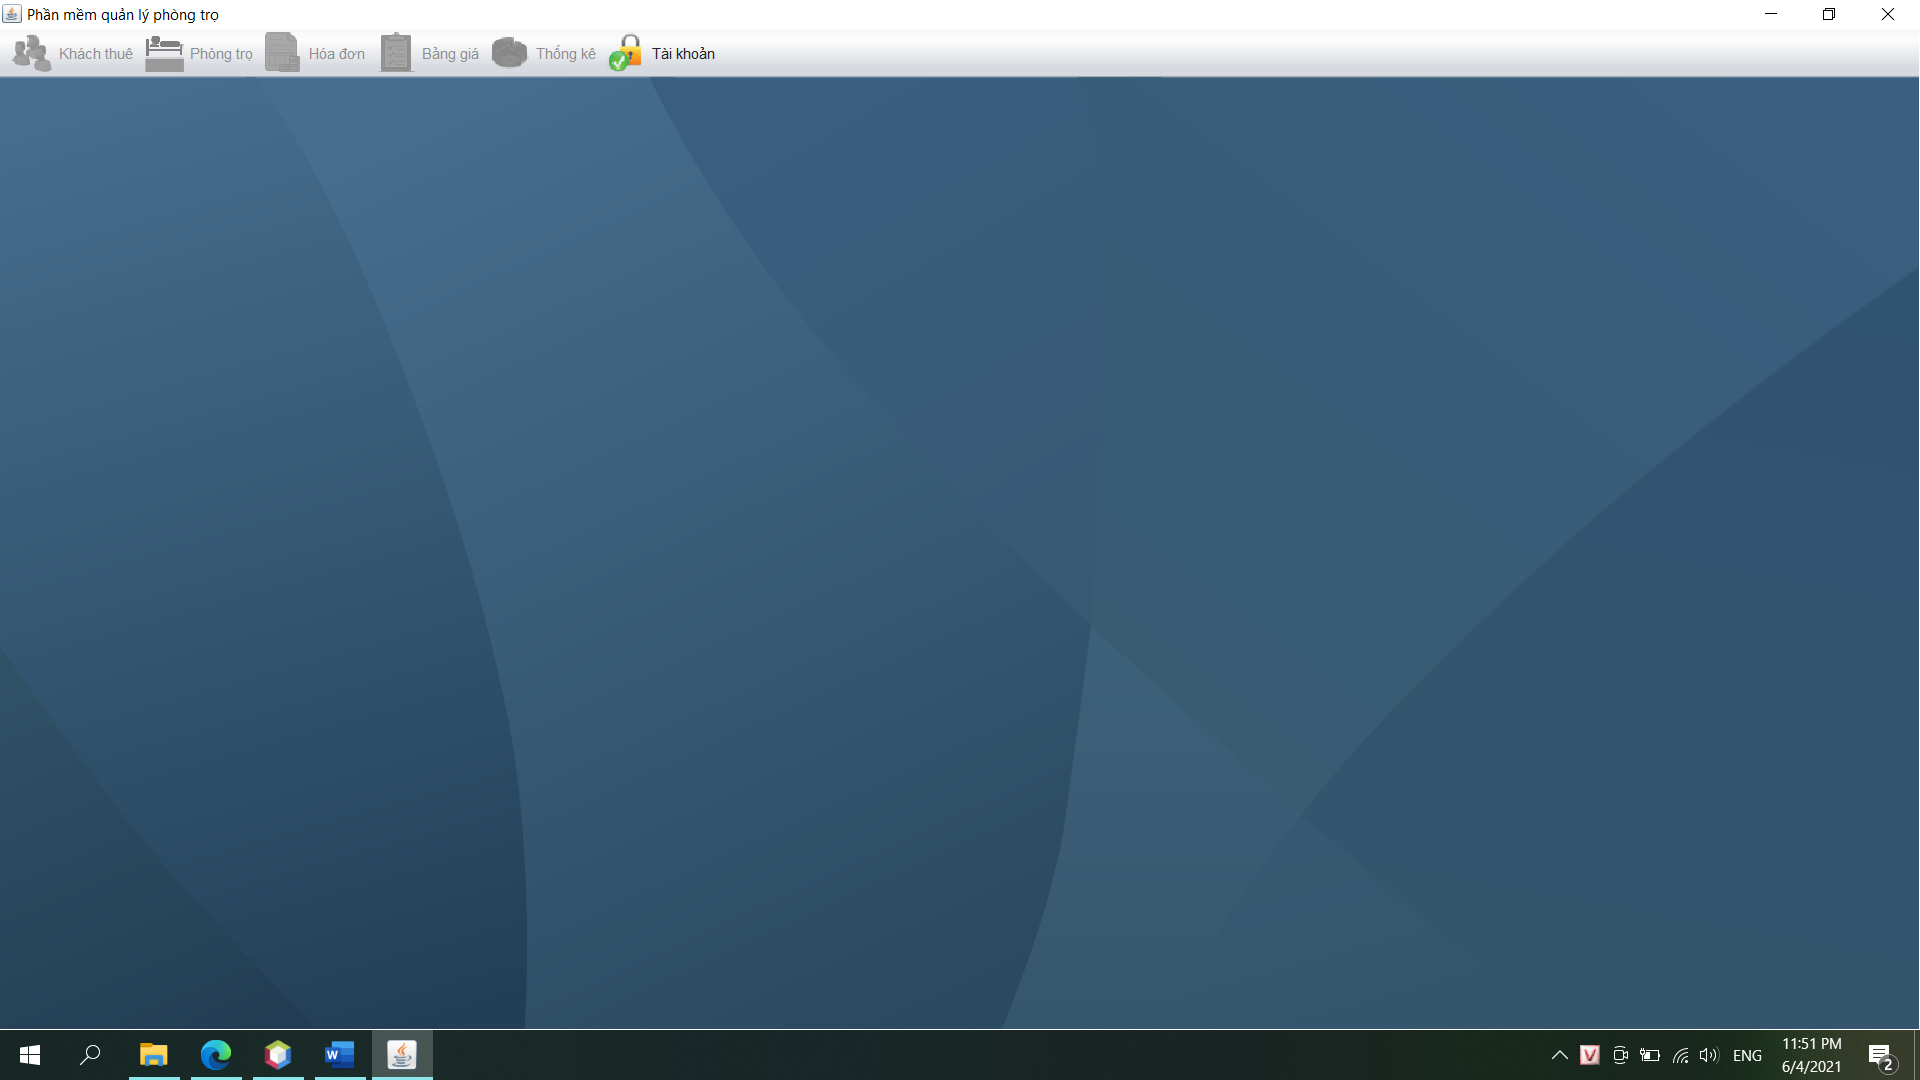 Phần mềm quản lý phòng trọ
Khách thuê Phòng trọ Hóa đơn Bảng giá Thống kê Tài khoản
ENG
11:51 PM
6/4/2021
2